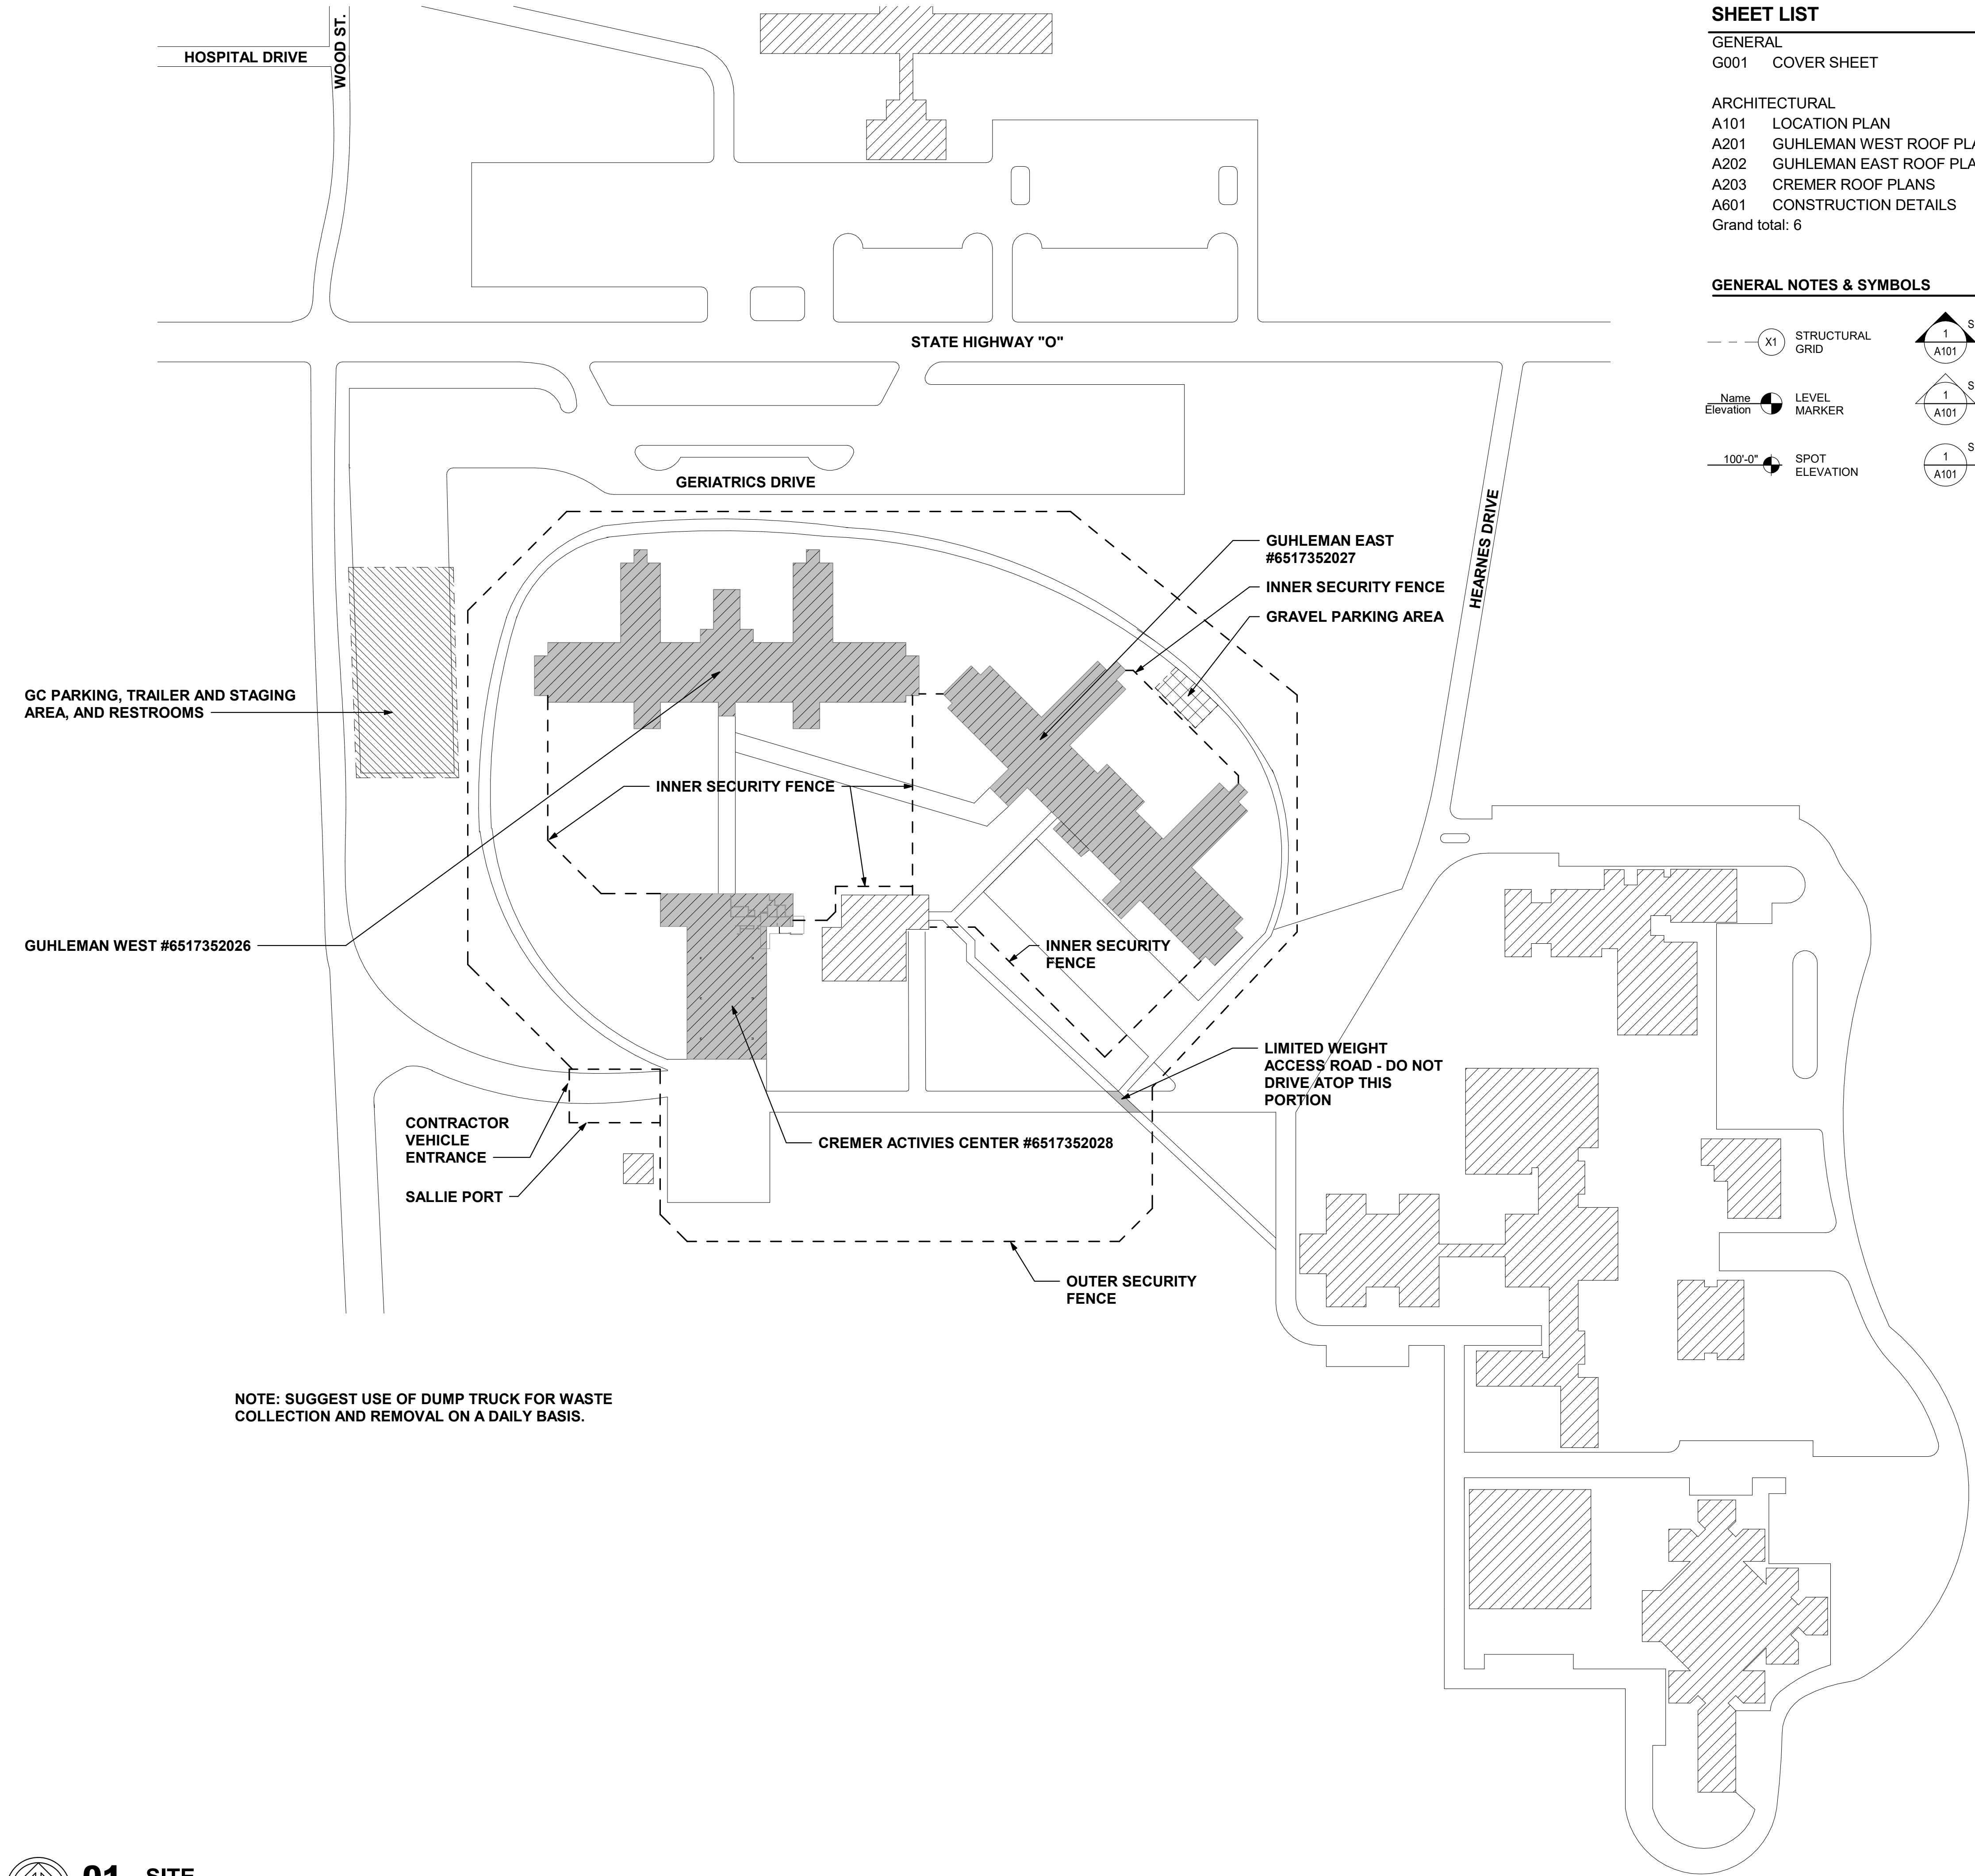 SHEET LIST
GENERAL
G001 COVER SHEET
ARCHITECTURAL
A101 LOCATION PLAN
A201 GUHLEMAN WEST ROOF
A202 GUHLEMAN EAST ROOF
A203 CREMER ROOF PLANS
A601 CONSTRUCTION DETAILS
Grand total: 6
GENERAL NOTES & SYMBOLS
X1
STRUCTURAL
GRID
1
A101
Name
Elevation
LEVEL
MARKER
1
A101
100'-0"
SPOT
ELEVATION
1
A101
HOSPITAL DRIVE
WOOD ST.
STATE HIGHWAY "O"
GERIATRICS DRIVE
HEARNES DRIVE
GUHLEMAN EAST
#6517352027
INNER SECURITY FENCE
GRAVEL PARKING AREA
GC PARKING, TRAILER AND STAGING
AREA, AND RESTROOMS
INNER SECURITY FENCE
GUHLEMAN WEST #6517352026
INNER SECURITY
FENCE
LIMITED WEIGHT
ACCESS ROAD - DO NOT
DRIVE ATOP THIS
PORTION
CONTRACTOR
VEHICLE
ENTRANCE
CREMER ACTIVIES CENTER #6517352028
SALLIE PORT
OUTER SECURITY
FENCE
NOTE: SUGGEST USE OF DUMP TRUCK FOR WASTE
COLLECTION AND REMOVAL ON A DAILY BASIS.
01 SITE